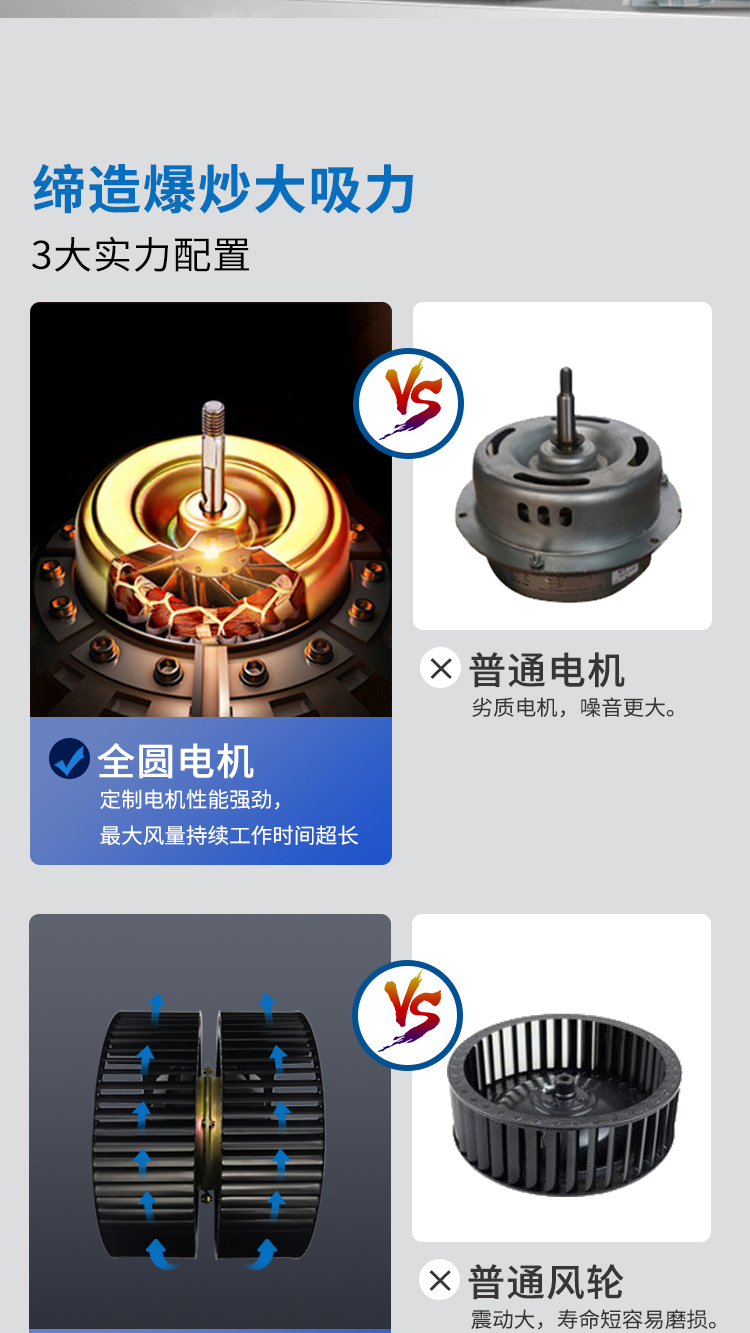 缔造爆炒大吸力
3大实力配置
VS
全圆电机
定制电机性能强劲，
最大风量持续工作时间超长
普通电机
劣质电机，噪音更大。
VS
普通风轮
震动大，寿命短容易磨损。